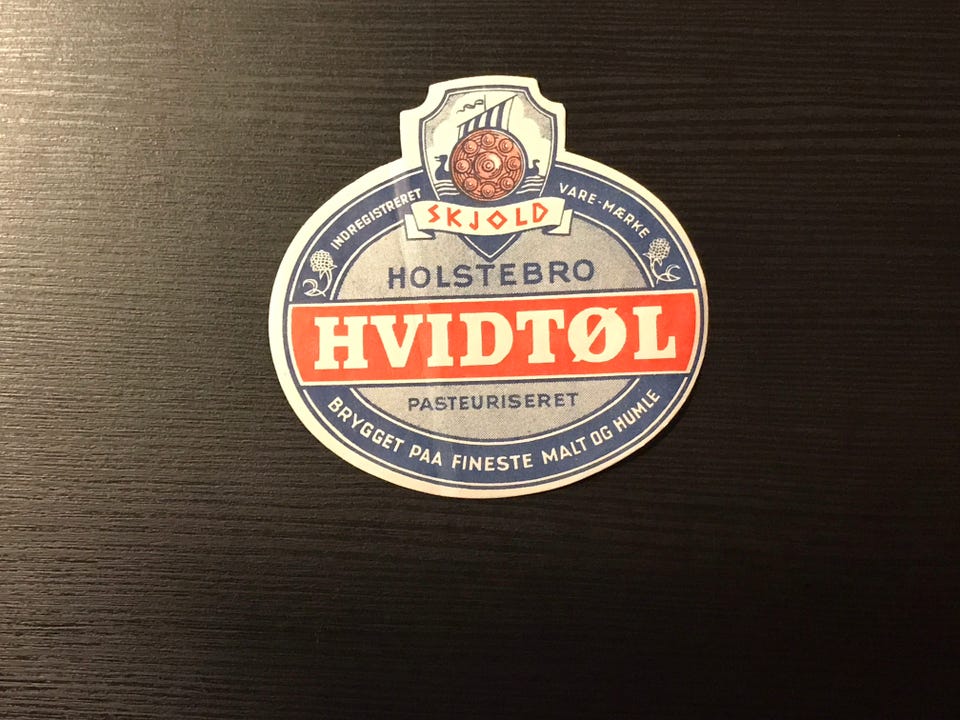 SKJOLD
INDREGISTRERET VARE-MÆRKE
HOLSTEBRO
HVIDTØL
PASTEURISERET
BRYGGET PAA FINESTE MALT OG HUMLE